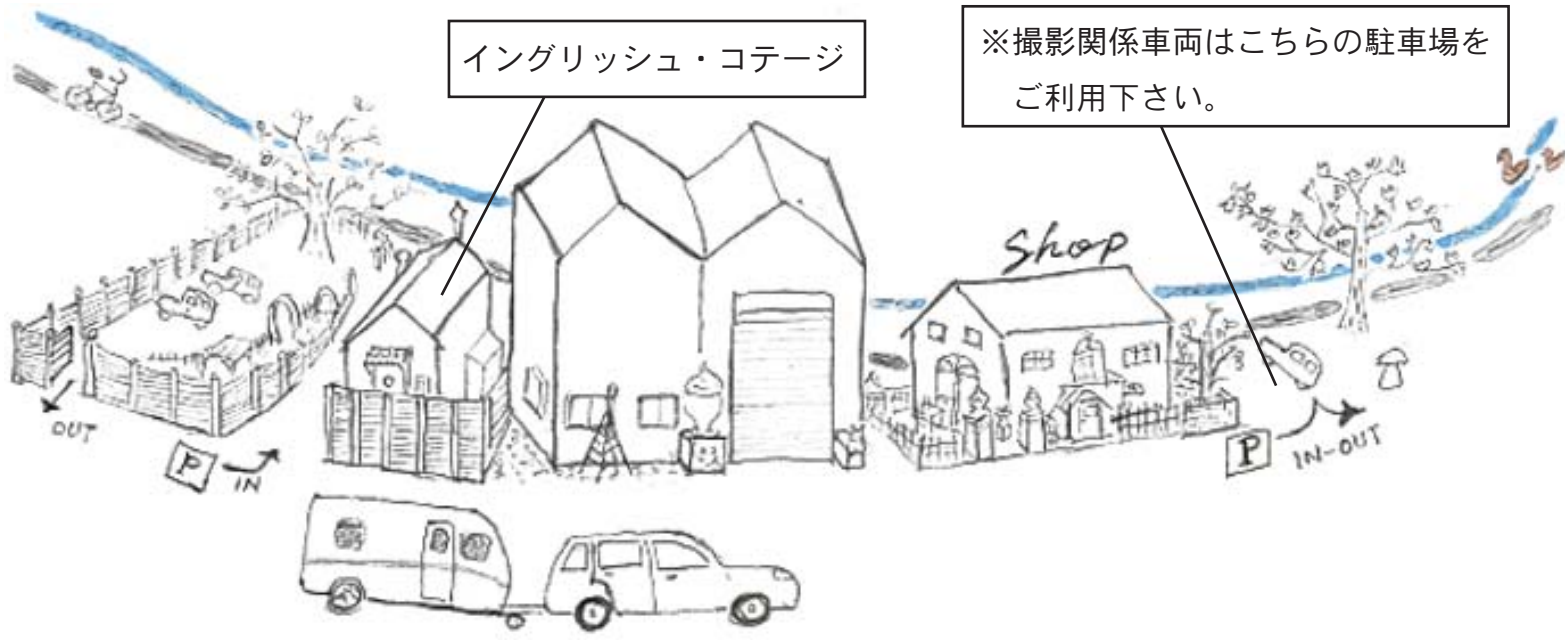 イングリッシュ・コテージ
※撮影関係車両はこちらの駐車場を
ご利用下さい。
Shop
OUT
P
IN
P
IN-OUT